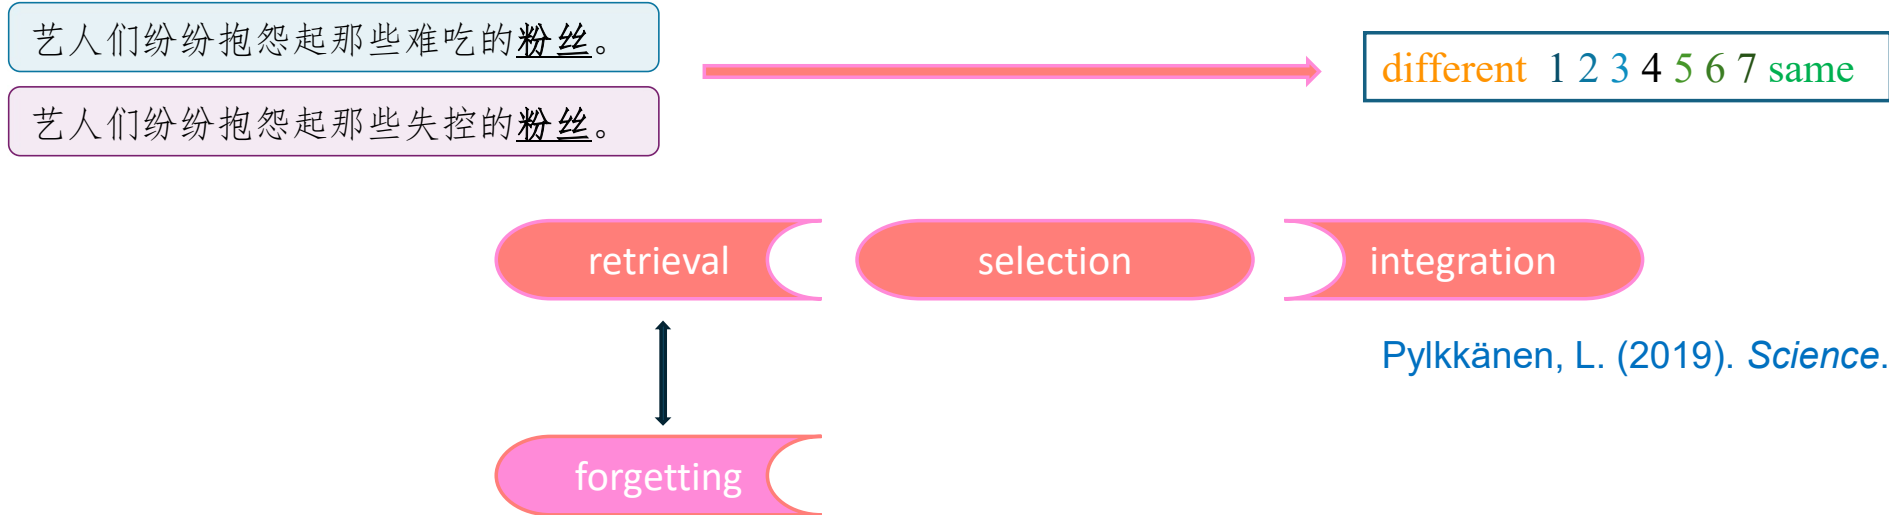 艺人们纷纷抱怨起那些难吃的粉丝。
different 1 2 3 4 5 6 7 same
艺人们纷纷抱怨起那些失控的粉丝。
retrieval
selection
integration
Pylkkänen, L. (2019). Science.
forgetting